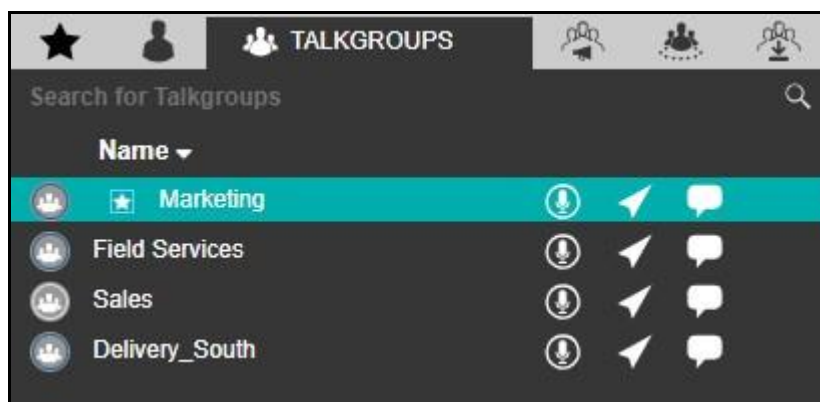 TALKGROUPS
Search for Talkgroups
Name
Marketing
Field Services
Sales
Delivery_South